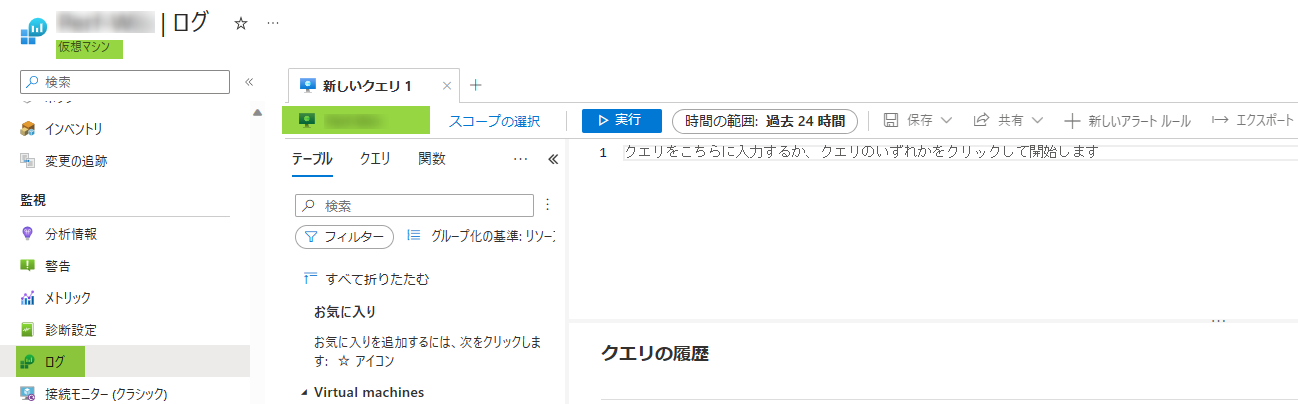 | ログ
仮想マシン
検索
インベントリ
変更の追跡
監視
分析情報
警告
メトリック
診断設定
ログ
接続モニター (クラシック)
新しいクエリ 1
スコープの選択
実行
時間の範囲: 過去 24 時間
保存
共有
新しいアラート ルール
エクスポート
テーブル
クエリ
関数
検索
フィルター
グループ化の基準: リソース
すべて折りたたむ
お気に入り
お気に入りを追加するには、次をクリックしま
す: ☆ アイコン
Virtual machines
1 クエリをこちらに入力するか、クエリのいずれかをクリックして開始します
クエリの履歴